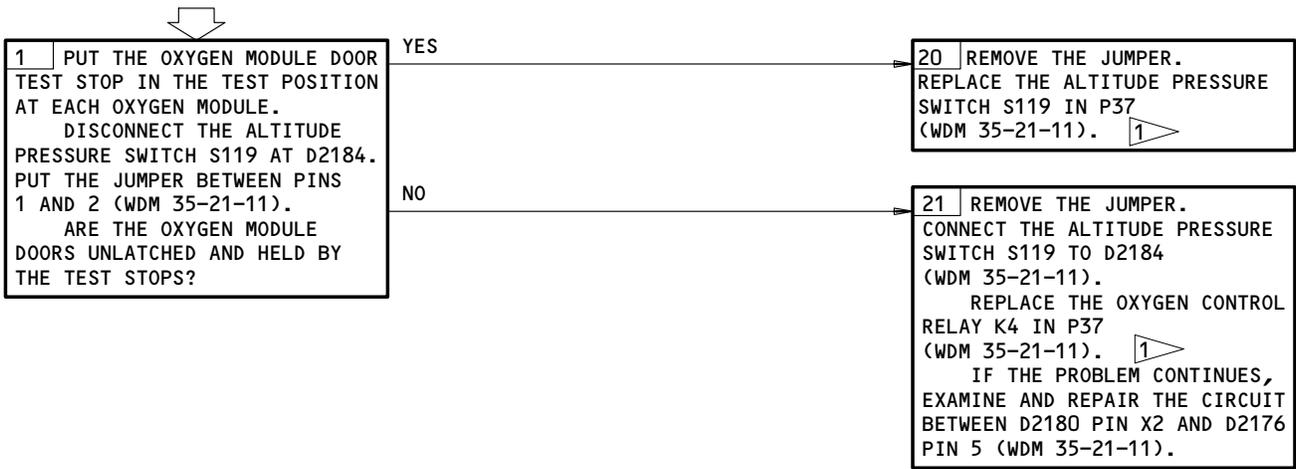 1 PUT THE OXYGEN MODULE DOOR
TEST STOP IN THE TEST POSITION
AT EACH OXYGEN MODULE.
DISCONNECT THE ALTITUDE
PRESSURE SWITCH S119 AT D2184.
PUT THE JUMPER BETWEEN PINS
1 AND 2 (WDM 35-21-11).
ARE THE OXYGEN MODULE
DOORS UNLATCHED AND HELD BY
THE TEST STOPS?
YES
20 REMOVE THE JUMPER.
REPLACE THE ALTITUDE PRESSURE
SWITCH S119 IN P37
(WDM 35-21-11). 1
NO
21 REMOVE THE JUMPER.
CONNECT THE ALTITUDE PRESSURE
SWITCH S119 TO D2184
(WDM 35-21-11).
REPLACE THE OXYGEN CONTROL
RELAY K4 IN P37
(WDM 35-21-11). 1
IF THE PROBLEM CONTINUES,
EXAMINE AND REPAIR THE CIRCUIT
BETWEEN D2180 PIN X2 AND D2176
PIN 5 (WDM 35-21-11).